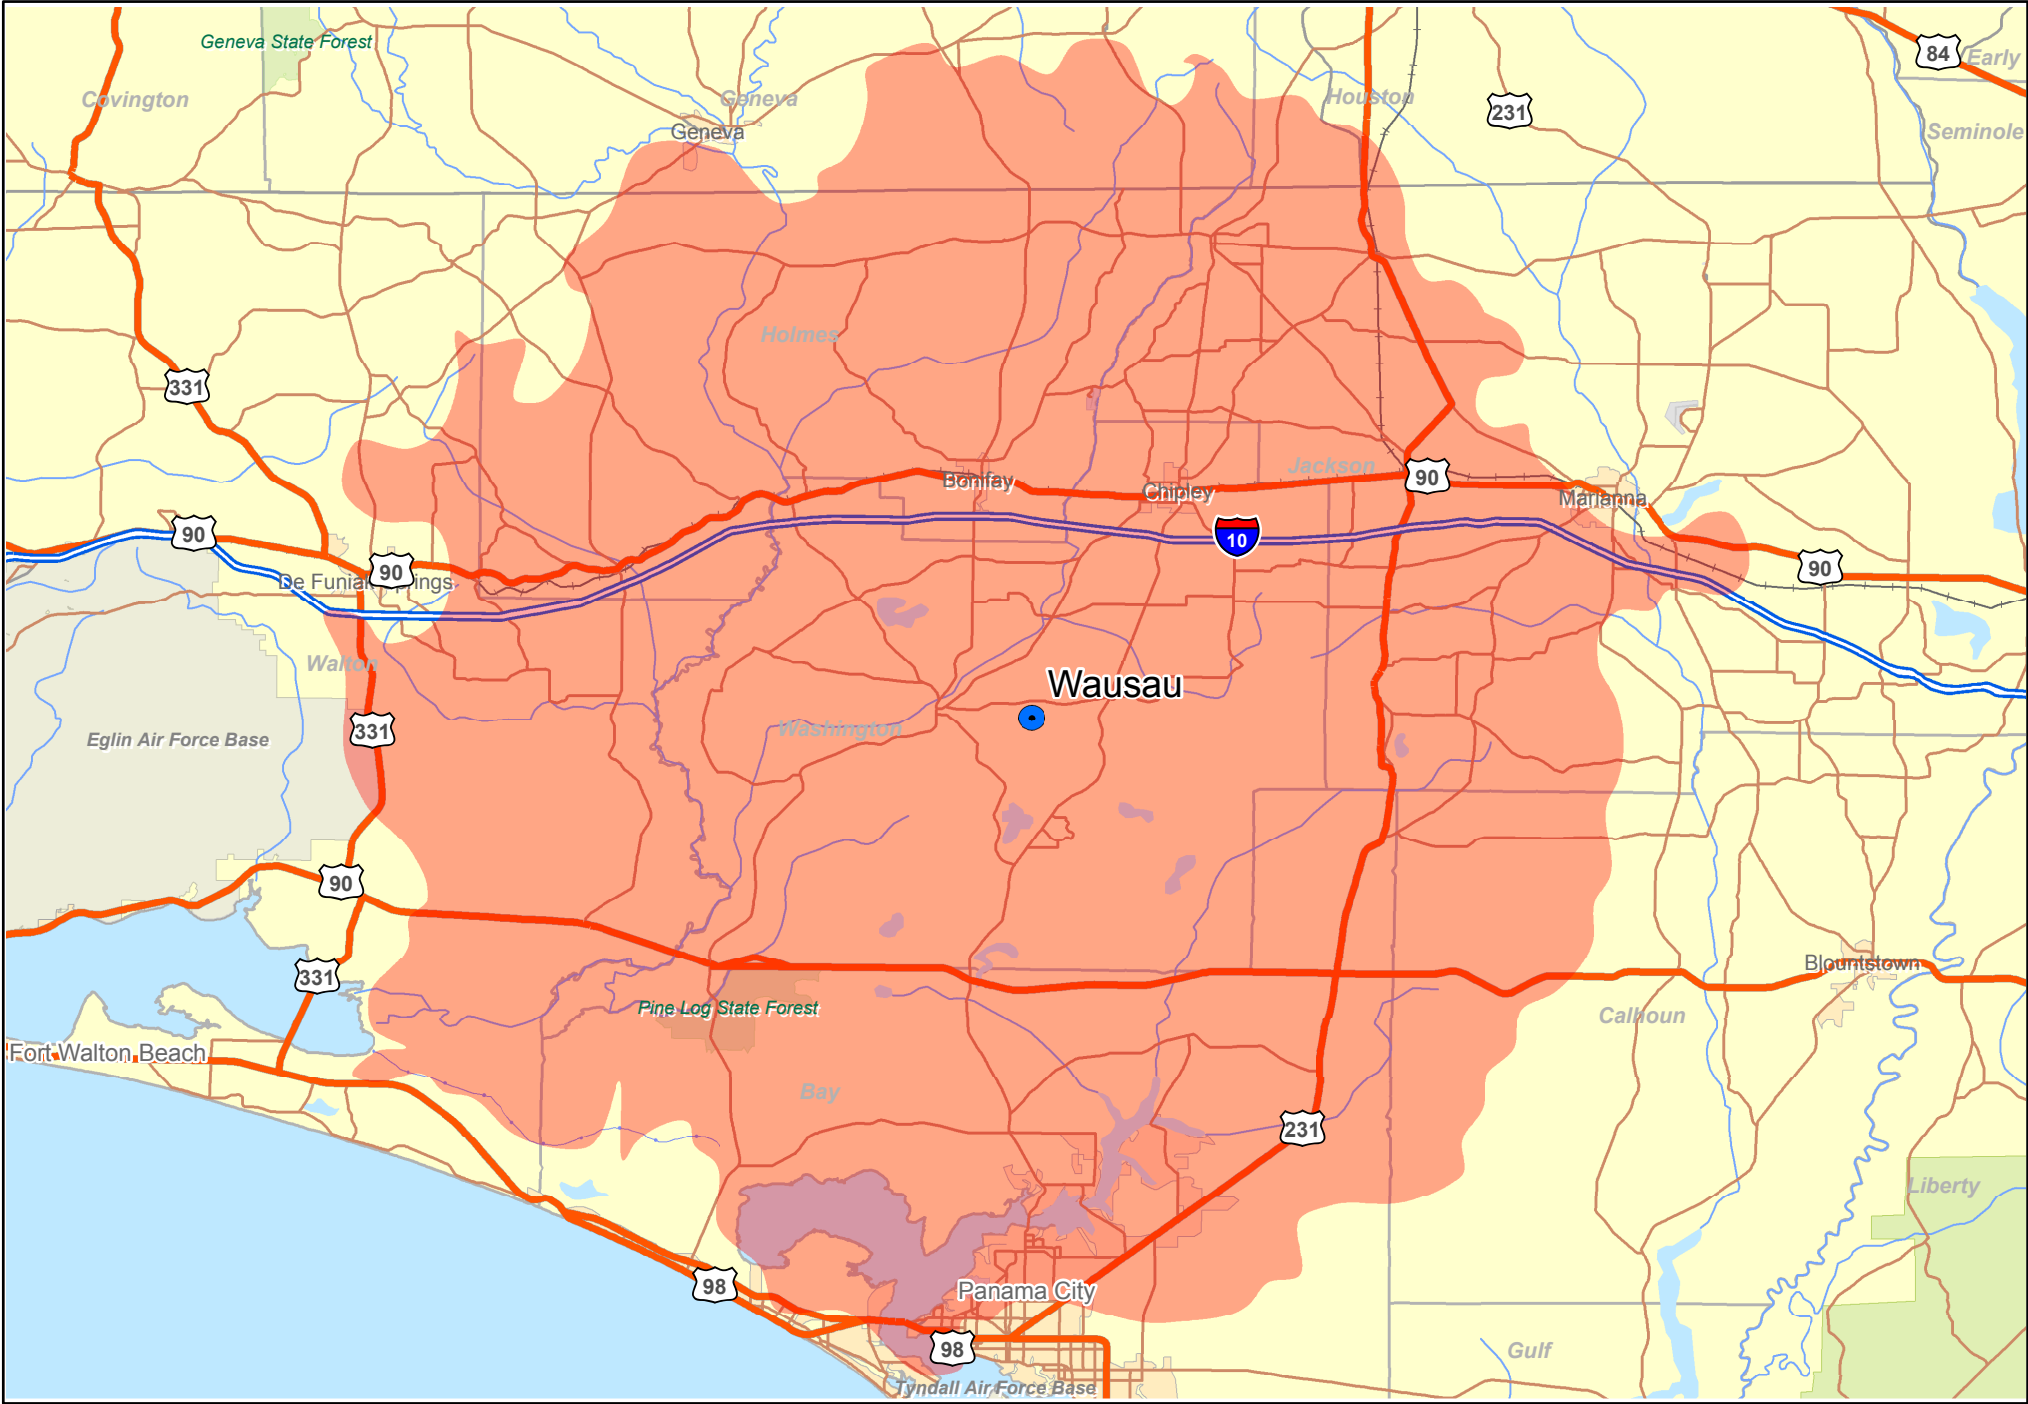 Geneva State Forest
84
Early
Covington
Geneva
Houston
231
Geneva
Seminole
Holmes
331
Jackson
90
Bonifay
Chipley
Marianna
90
10
90
90
De Funiak Springs
Walton
Wausau
331
Washington
Eglin Air Force Base
90
331
Blountstown
Pine Log State Forest
Calhoun
Fort Walton Beach
Bay
231
Liberty
98
Panama City
98
Gulf
Tyndall Air Force Base